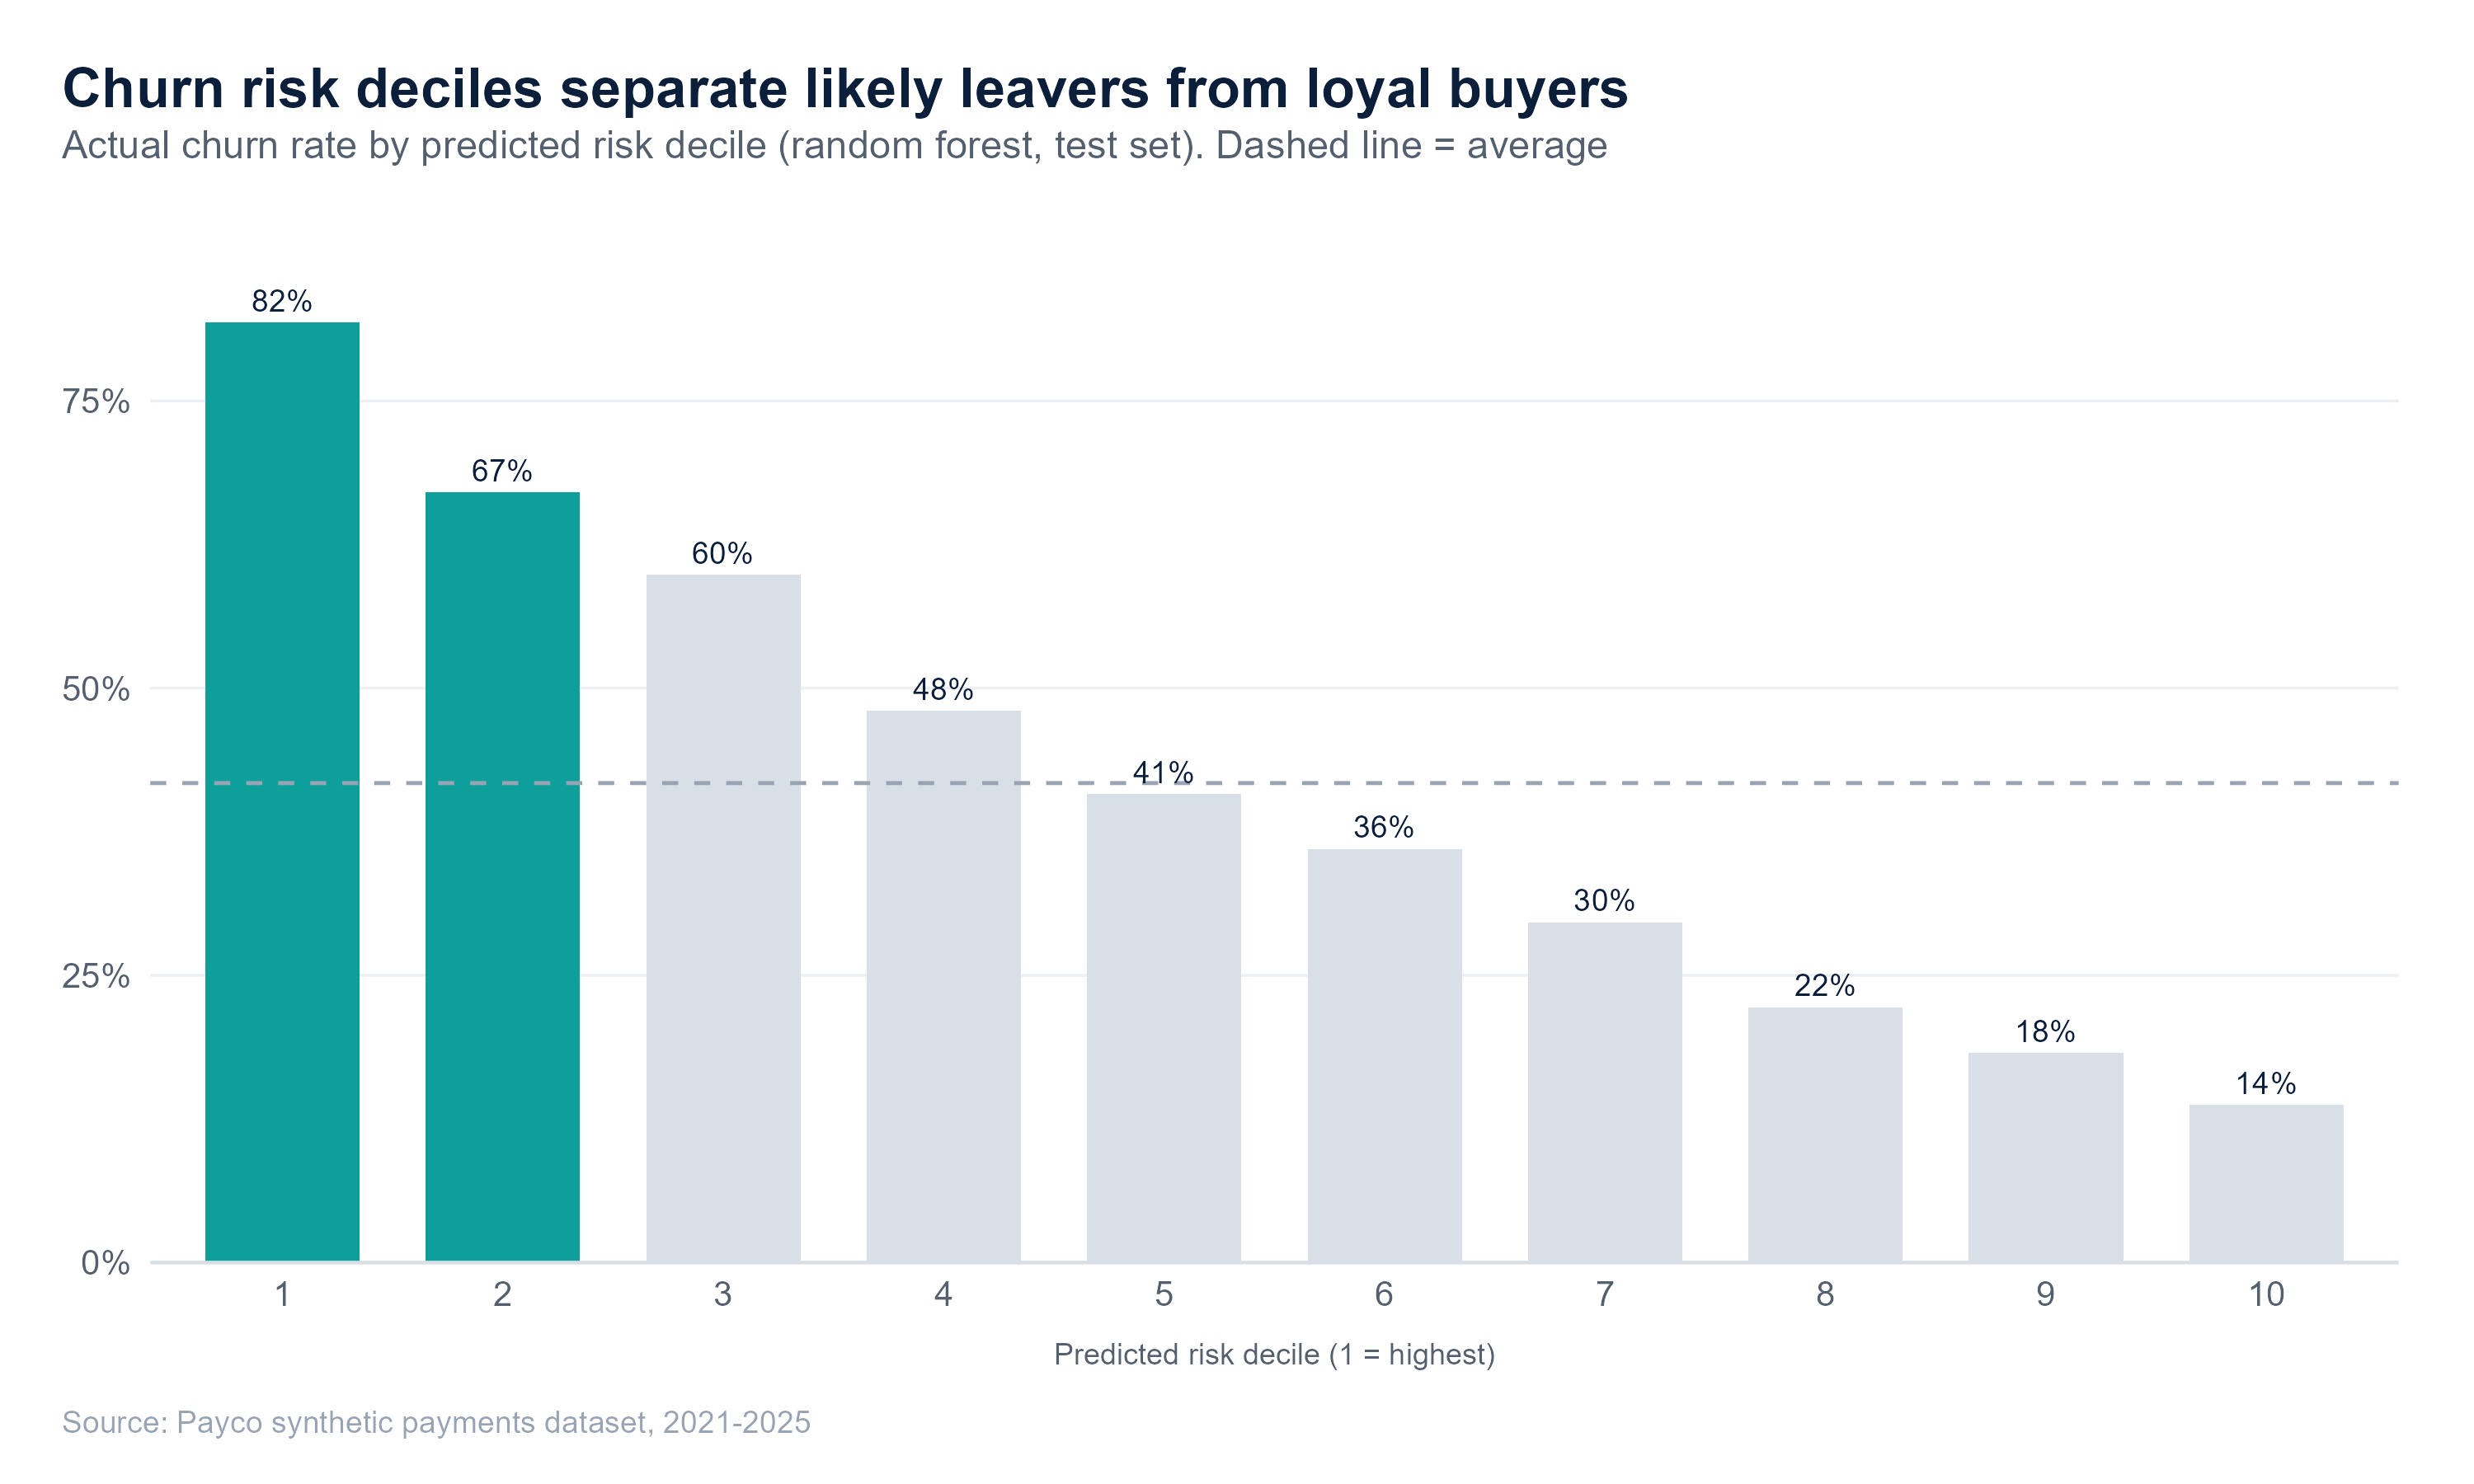 Churn risk deciles separate likely leavers from loyal buyers
Actual churn rate by predicted risk decile (random forest, test set). Dashed line = average
82%
75%
67%
60%
50%
48%
41%
36%
30%
25%
22%
18%
14%
0%
1 2 3 4 5 6 7 8 9 10
Predicted risk decile (1 = highest)
Source: Payco synthetic payments dataset, 2021-2025